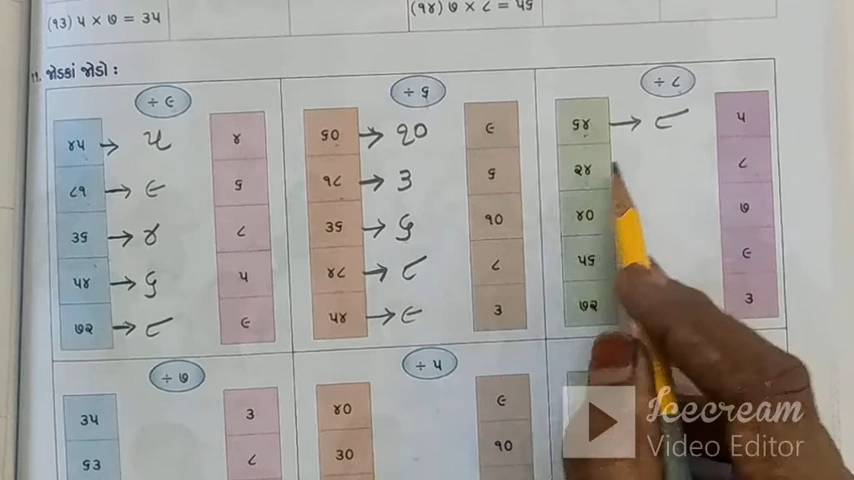 (૧૩) ૫ × ૭ = ૩૫ (૧૪) ૭ × ૮ = ૫૬
૧૧. જોડકાં જોડો :
÷ ૯ ÷ ૬ ÷ ૮
૪૫ → ૫ ૪ ૬૦ → ૧૦ ૯ ૬૪ → ૮ ૫
૮૧ → ૯ ૬ ૧૮ → ૩ ૬ ૨૪ ૮
૩૬ → ૪ ૮ ૩૬ → ૬ ૧૦ ૪૦ ૭
૫૪ → ૬ ૫ ૪૮ → ૮ ૮ ૫૬ ૯
૭૨ → ૮ ૯ ૫૪ → ૯ ૩ ૭૨ ૩
÷ ૭ ÷ ૫
૩૫ ૩ ૪૦ ૯
૬૩ ૮ ૩૦ ૧૦
Icecream
Video Editor